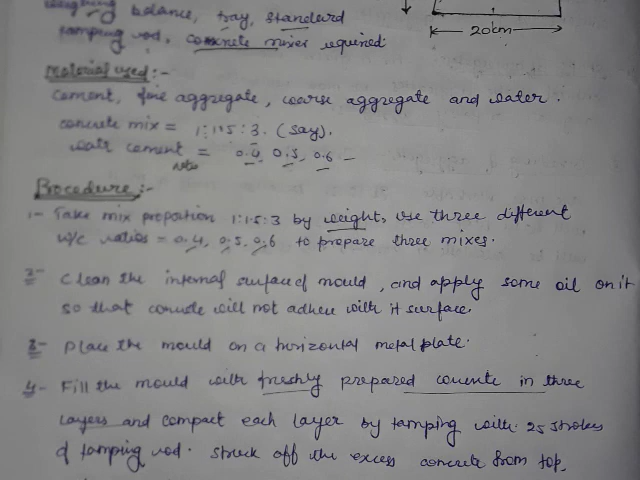 weighing balance, tray, standard
20cm
tamping rod, concrete mixer required
Material used:-
Cement, fine aggregate, coarse aggregate and water.
concrete mix = 1:1.5:3. (say).
water cement = 0.4, 0.5, 0.6 -
ratio
Procedure:-
1- Take mix proportion 1:1.5:3 by weight, use three different
w/c ratios = 0.4, 0.5, 0.6 to prepare three mixes.
2- Clean the internal surface of mould, and apply some oil on it
so that concrete will not adhere with it surface.
3- Place the mould on a horizontal metal plate.
4- Fill the mould with freshly prepared concrete in three
layers and compact each layer by tamping with 25 strokes
of tamping rod. Struck off the excess concrete from top.